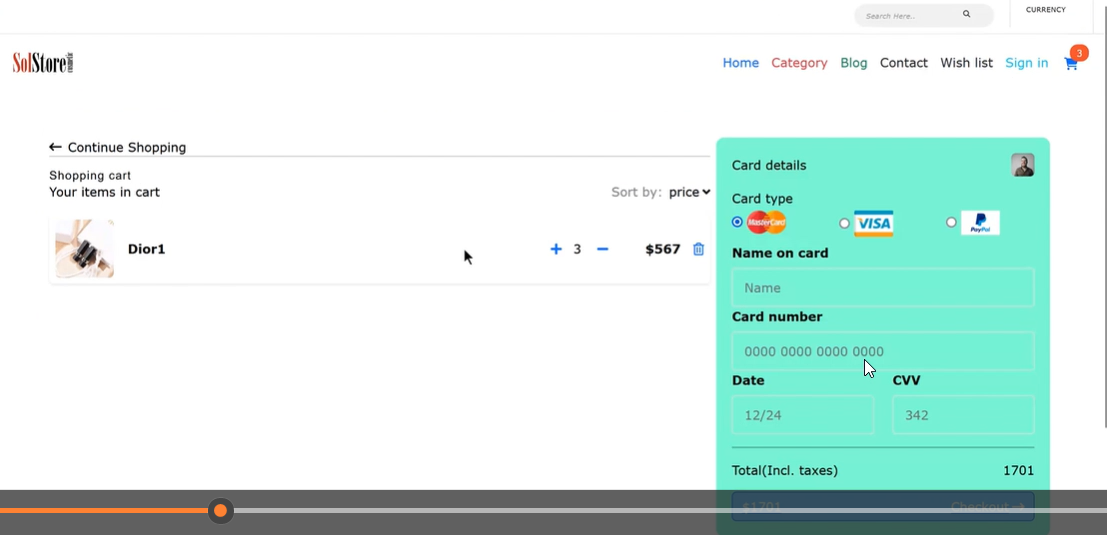 Search Here..
CURRENCY
SolStore cosmetic
Home Category Blog Contact Wish list Sign in 3
← Continue Shopping
Shopping cart
Your items in cart
Sort by: price
Dior1
+ 3 − $567
Card details
Card type
MasterCard VISA PayPal
Name on card
Name
Card number
0000 0000 0000 0000
Date CVV
12/24 342
Total(Incl. taxes) 1701
$1701 Checkout →